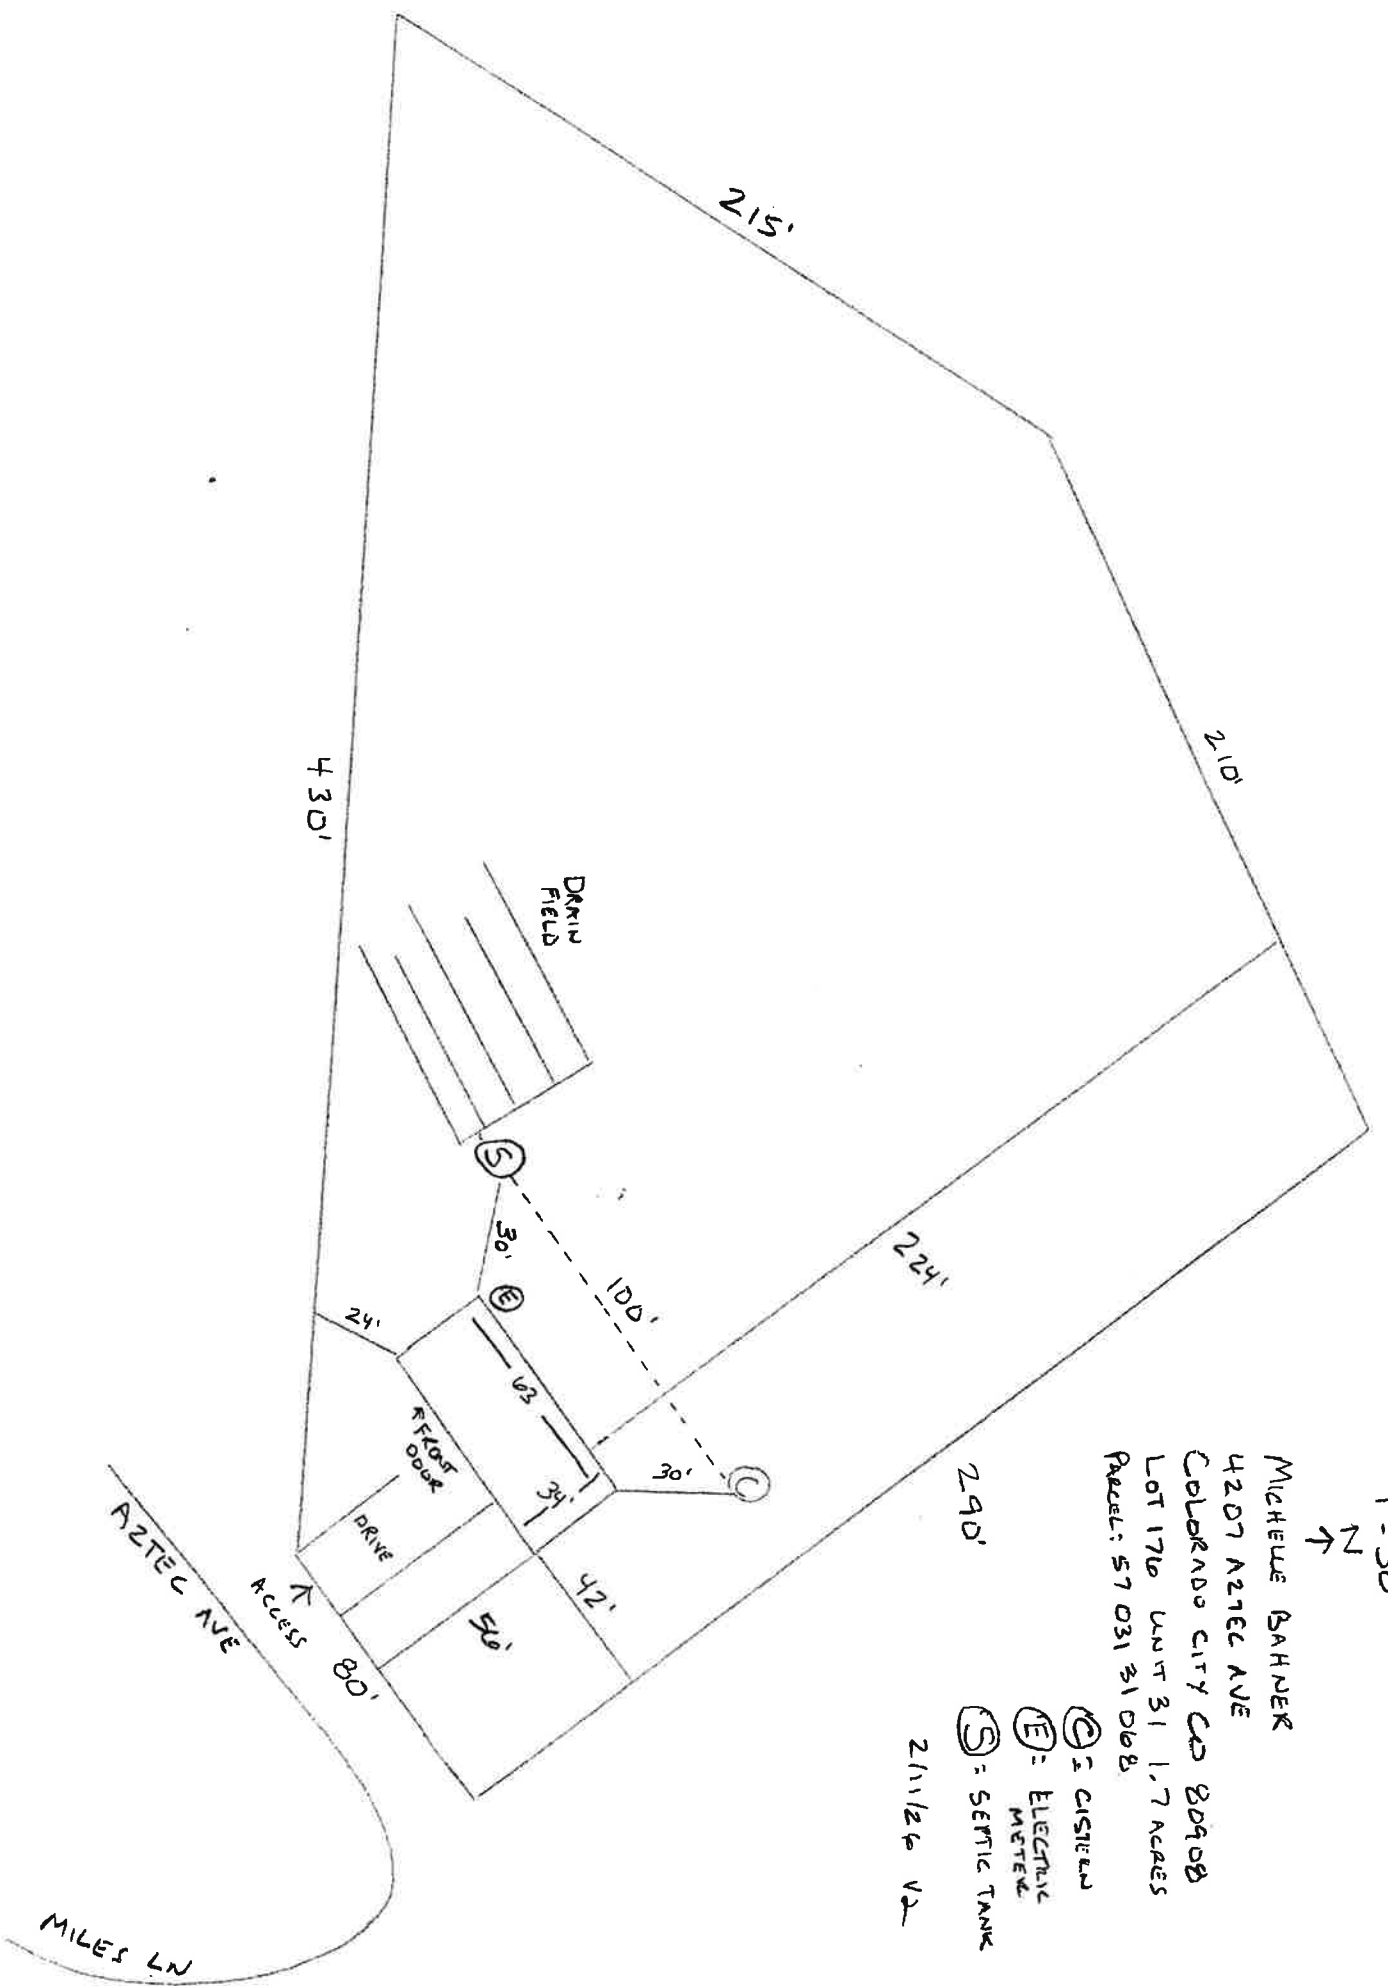 N
MICHELLE BAHNER
4207 AZTEC AVE
COLORADO CITY CO 80908
LOT 176 UNIT 31 1.7 ACRES
PARCEL: 57 031 31 068
Ⓒ = CISTERN
Ⓔ = ELECTRIC
METER
Ⓢ = SEPTIC TANK
2/11/26 V2
215'
210'
430'
224'
290'
DRAIN
FIELD
S
30'
E
100'
C
30'
24'
63
34'
FRONT
DOOR
DRIVE
42'
56'
ACCESS
80'
AZTEC AVE
MILES LN